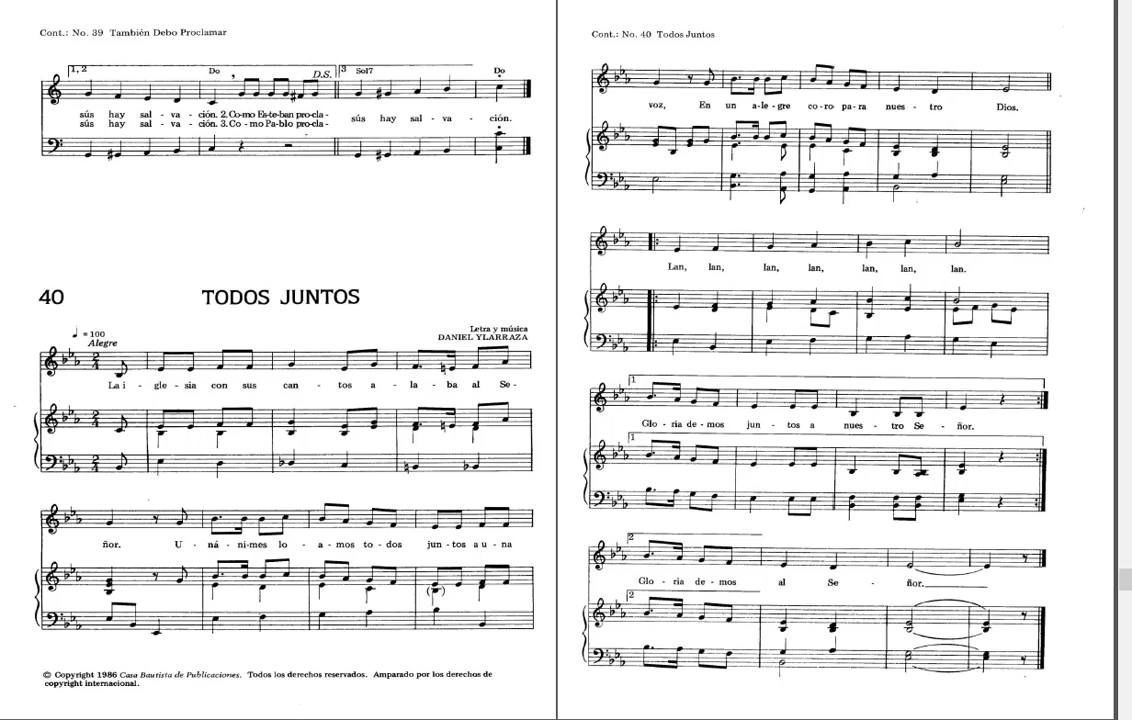 Cont.: No. 39 También Debo Proclamar
1, 2 Do D.S. 3 Sol7 Do
sús hay sal - va - ción. 2. Co-mo Es-te-ban pro-cla- sús hay sal - va - ción.
sús hay sal - va - ción. 3. Co - mo Pa-blo pro-cla-
40 TODOS JUNTOS
= 100
Alegre
Letra y música
DANIEL YLARRAZA
La i - gle - sia con sus can - tos a - la - ba al Se -
ñor. U - ná - ni-mes lo - a - mos to - dos jun - tos a u - na
© Copyright 1986 Casa Bautista de Publicaciones. Todos los derechos reservados. Amparado por los derechos de
copyright internacional.
Cont.: No. 40 Todos Juntos
voz, En un a-le-gre co-ro pa-ra nues - tro Dios.
Lan, lan, lan, lan, lan, lan, lan.
1
Glo - ria de - mos jun - tos a nues - tro Se - ñor.
1
2
Glo - ria de - mos al Se - ñor.
2